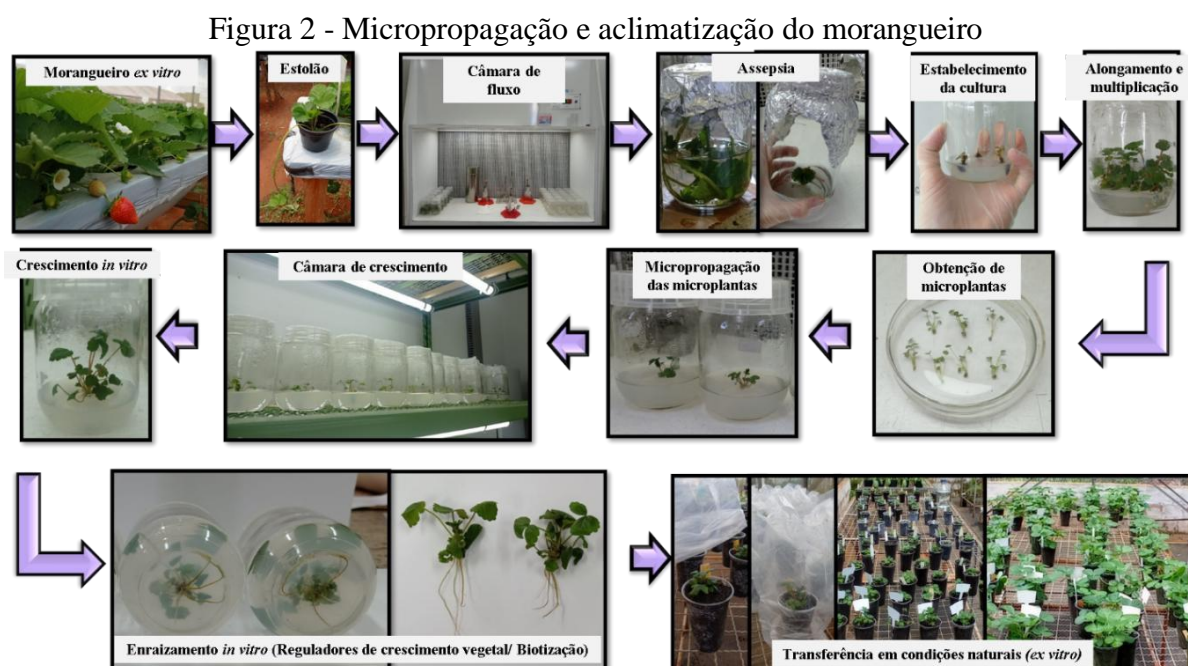 Figura 2 - Micropropagação e aclimatização do morangueiro
Morangueiro ex vitro
Estolão
Câmara de
fluxo
Assepsia
Estabelecimento
da cultura
Alongamento e
multiplicação
Crescimento in vitro
Câmara de crescimento
Micropropagação
das microplantas
Obtenção de
microplantas
Enraizamento in vitro (Reguladores de crescimento vegetal/ Biotização)
Transferência em condições naturais (ex vitro)